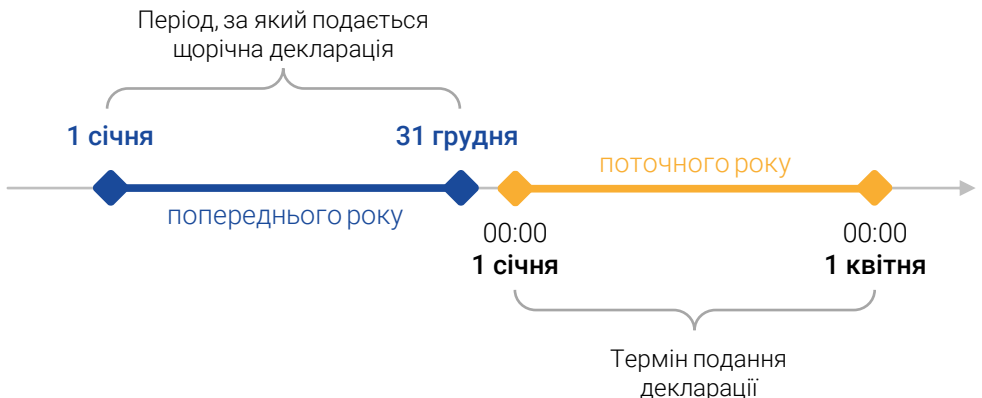 Період, за який подається
щорічна декларація
1 січня
31 грудня
поточного року
попереднього року
00:00
1 січня
00:00
1 квітня
Термін подання
декларації